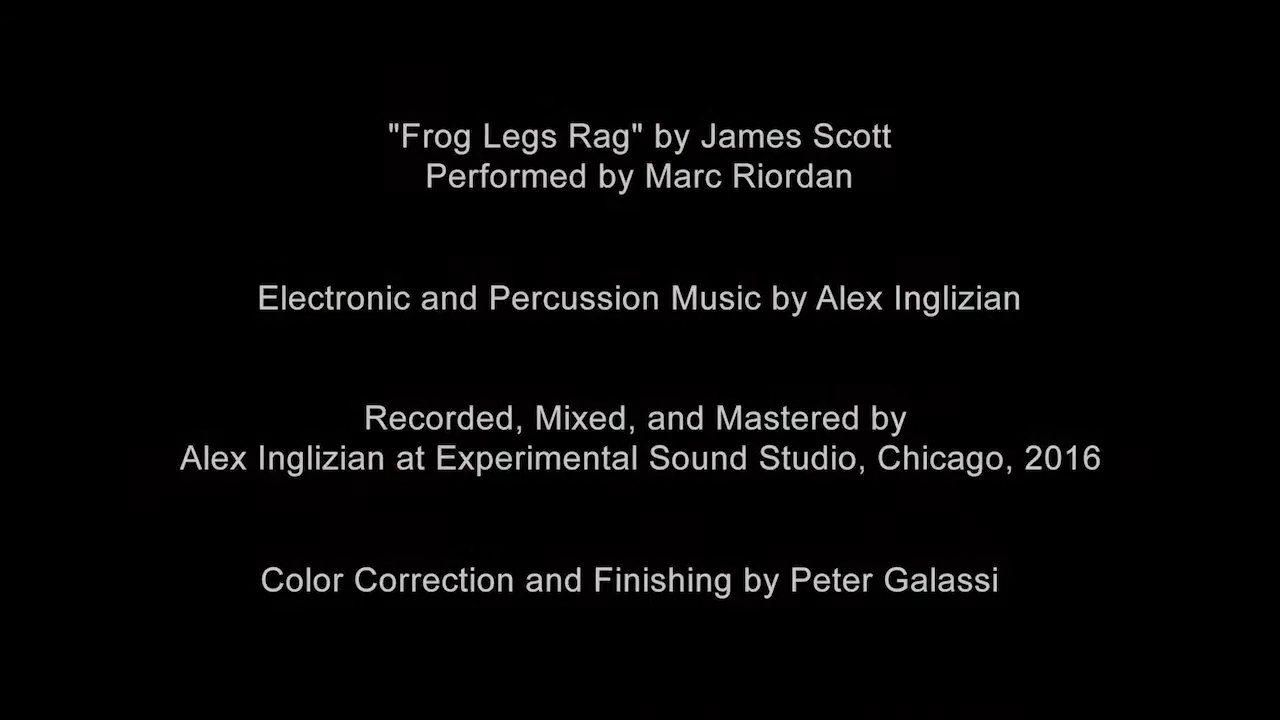 "Frog Legs Rag" by James Scott
Performed by Marc Riordan
Electronic and Percussion Music by Alex Inglizian
Recorded, Mixed, and Mastered by
Alex Inglizian at Experimental Sound Studio, Chicago, 2016
Color Correction and Finishing by Peter Galassi